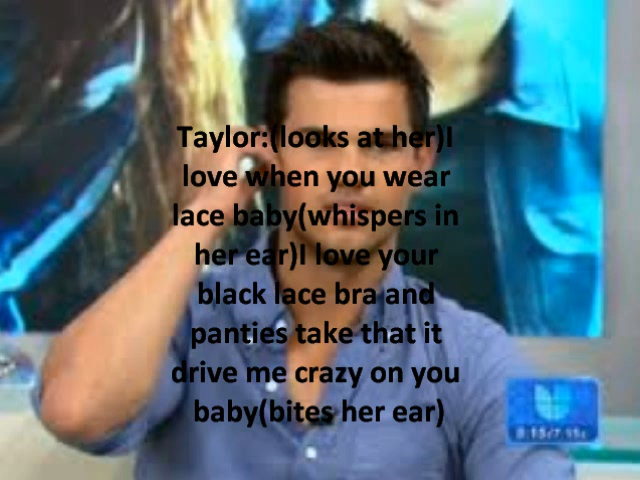 Taylor:(looks at her)I
love when you wear
lace baby(whispers in
her ear)I love your
black lace bra and
panties take that it
drive me crazy on you
baby(bites her ear)